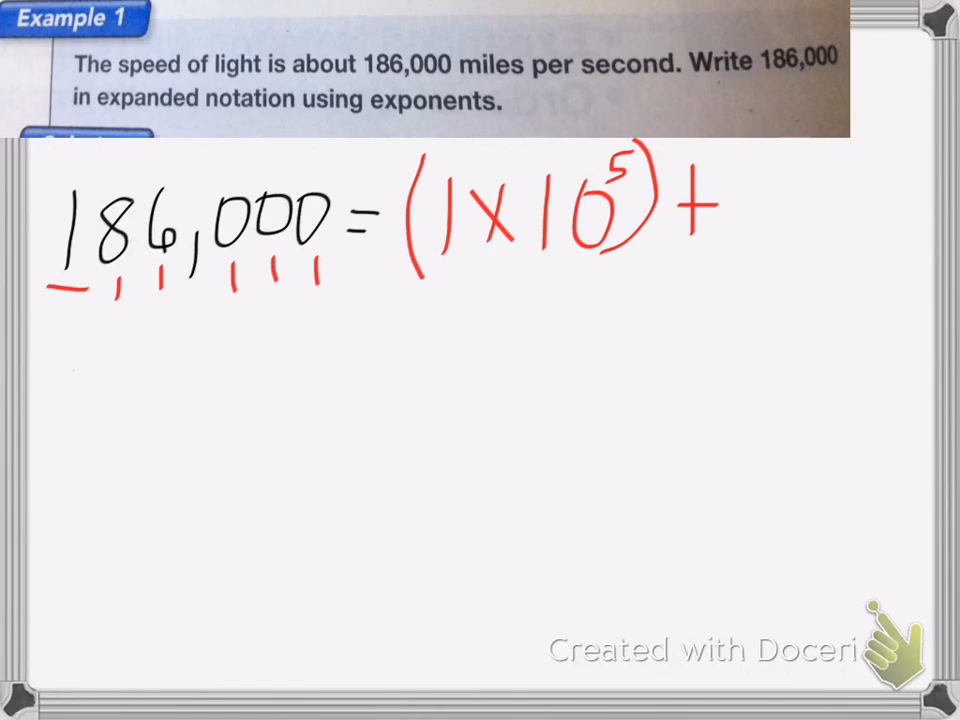 Example 1
The speed of light is about 186,000 miles per second. Write 186,000
in expanded notation using exponents.
186,000 = (1 x 10⁵) +
Created with Doceri